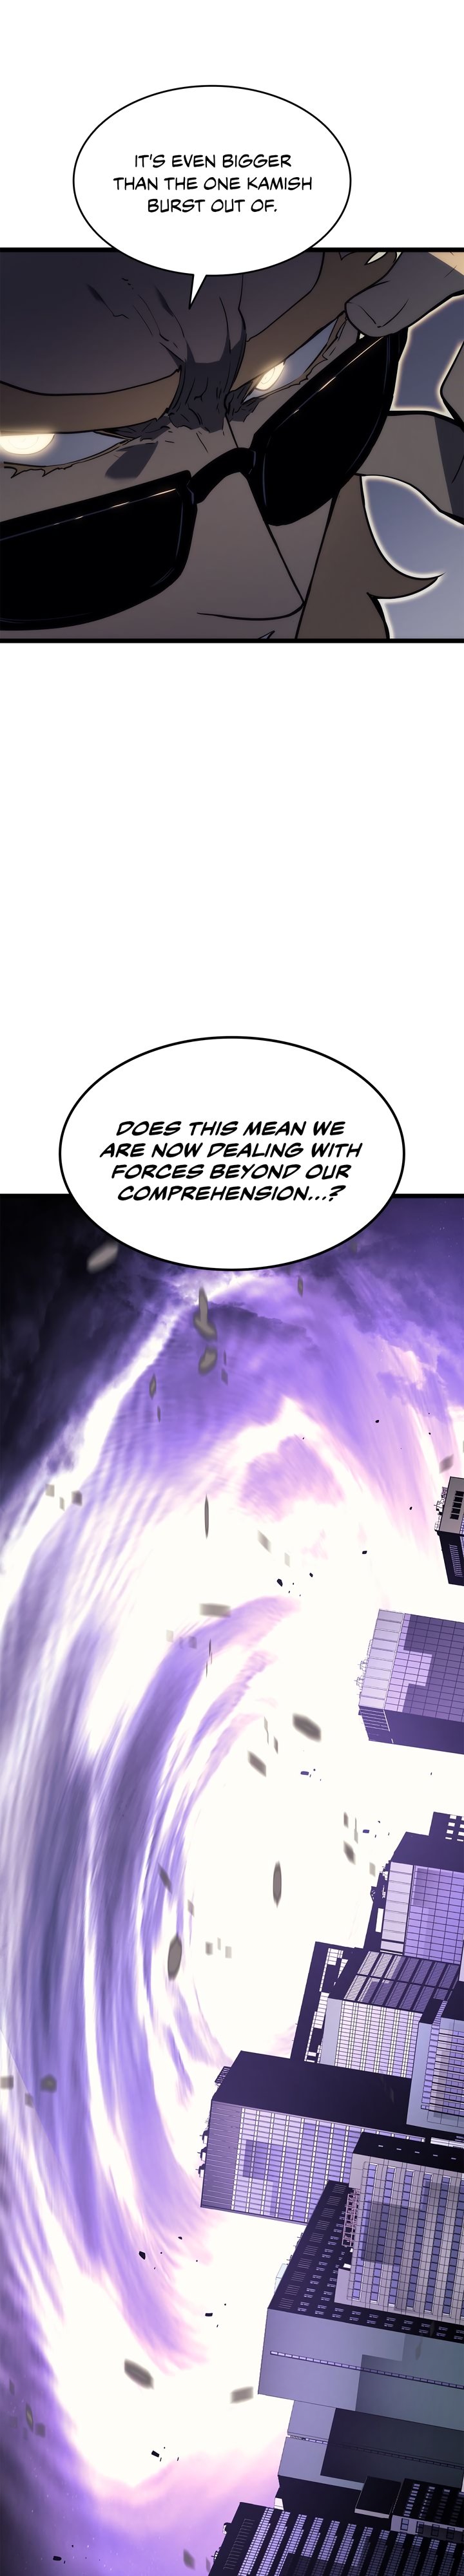 IT'S EVEN BIGGER
THAN THE ONE KAMISH
BURST OUT OF.
DOES THIS MEAN WE
ARE NOW DEALING WITH
FORCES BEYOND OUR
COMPREHENSION...?